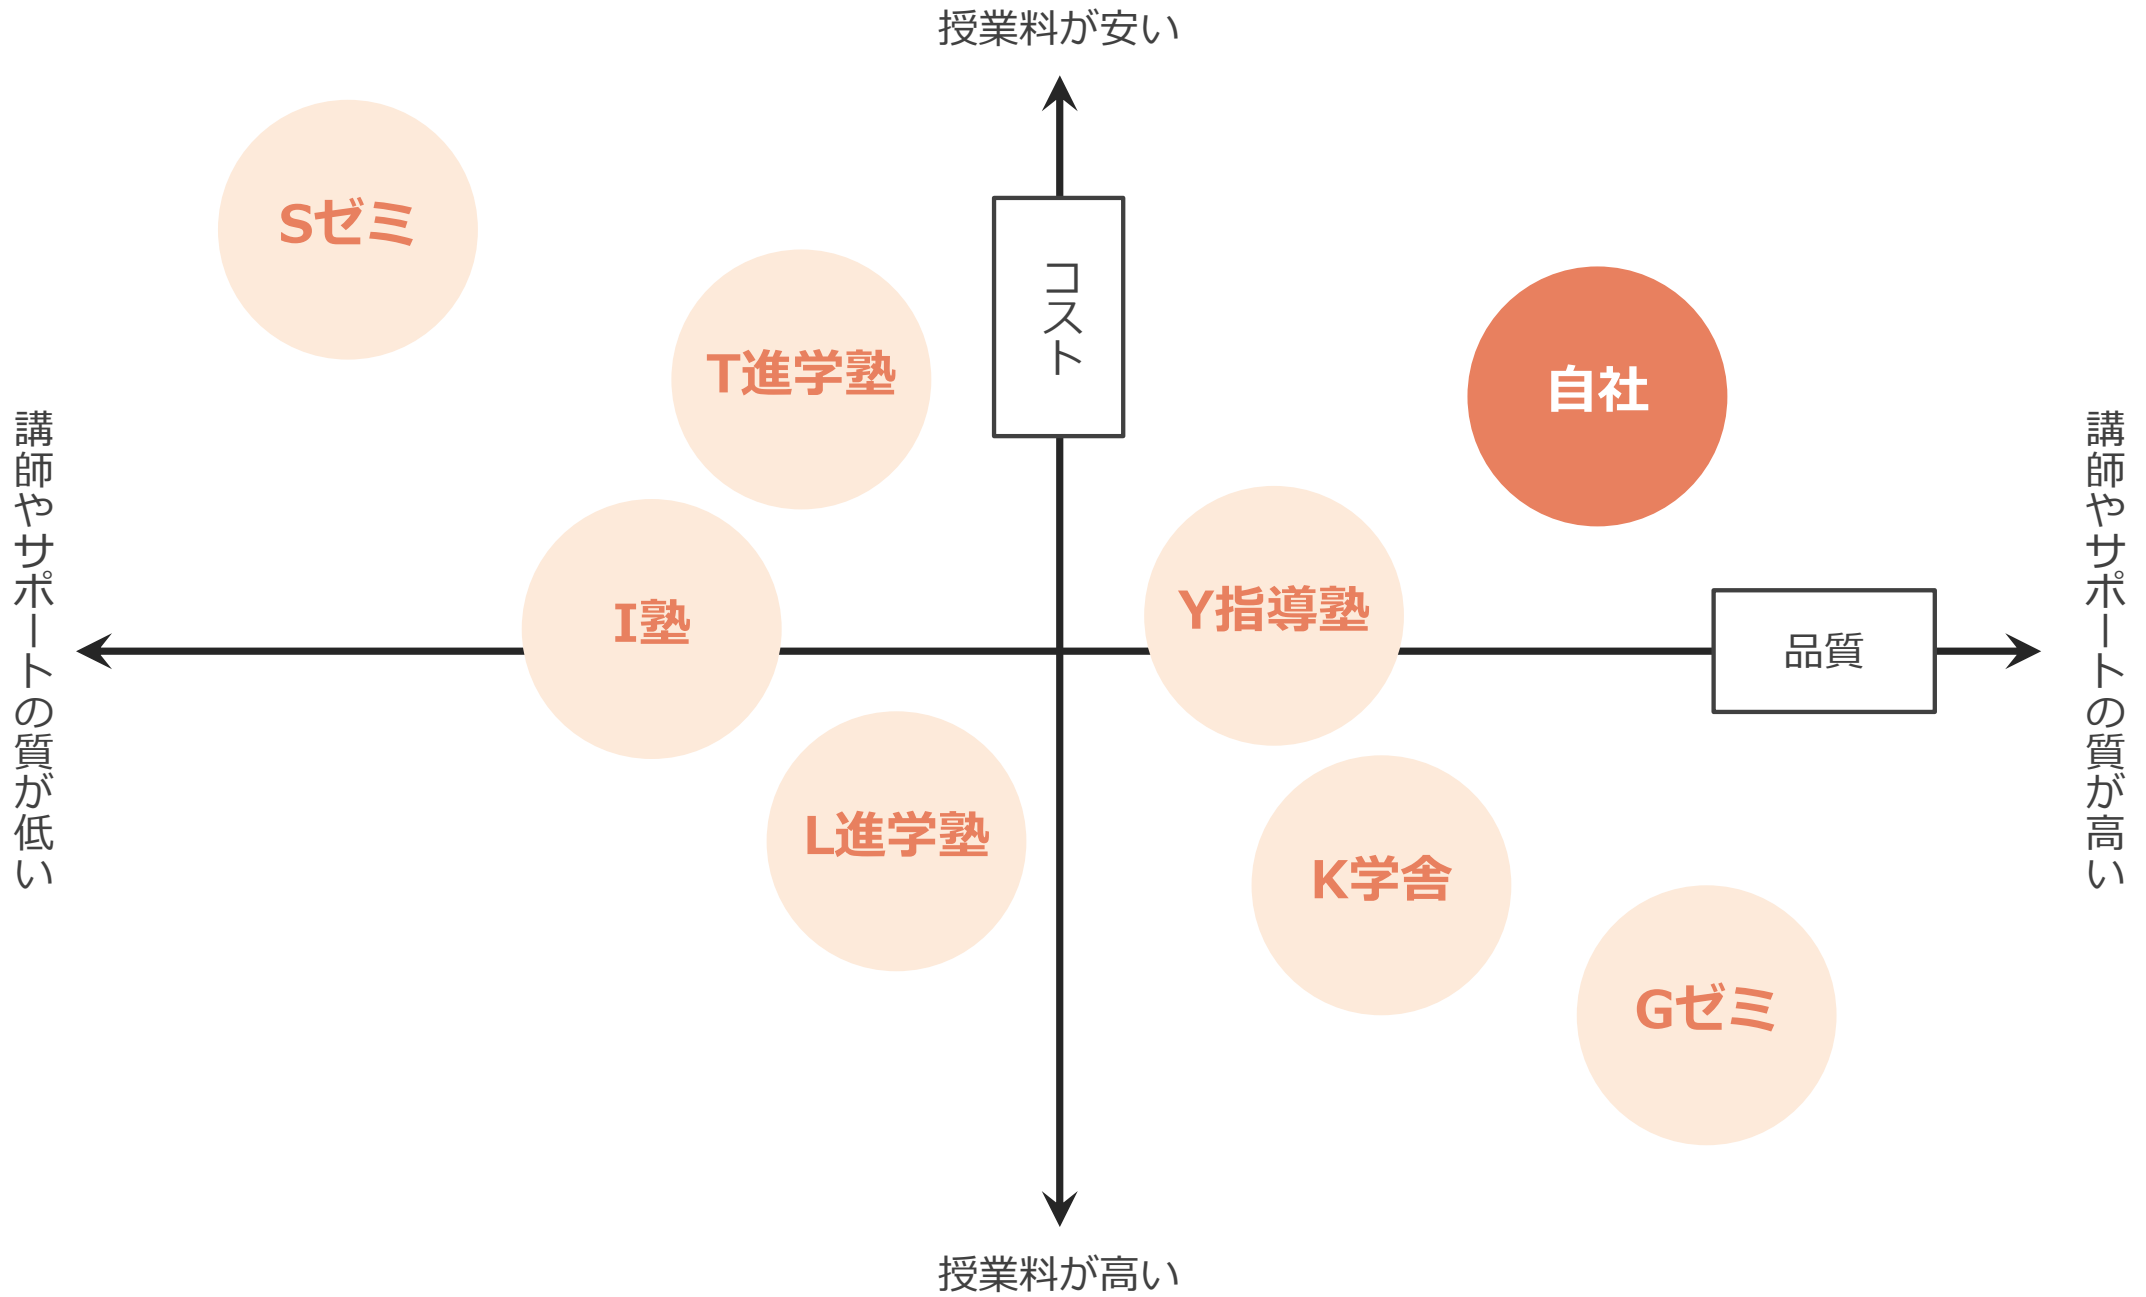 授業料が安い
Sゼミ
T進学塾
コスト
自社
講師やサポートの質が低い
講師やサポートの質が高い
I塾
Y指導塾
品質
L進学塾
K学舎
Gゼミ
授業料が高い